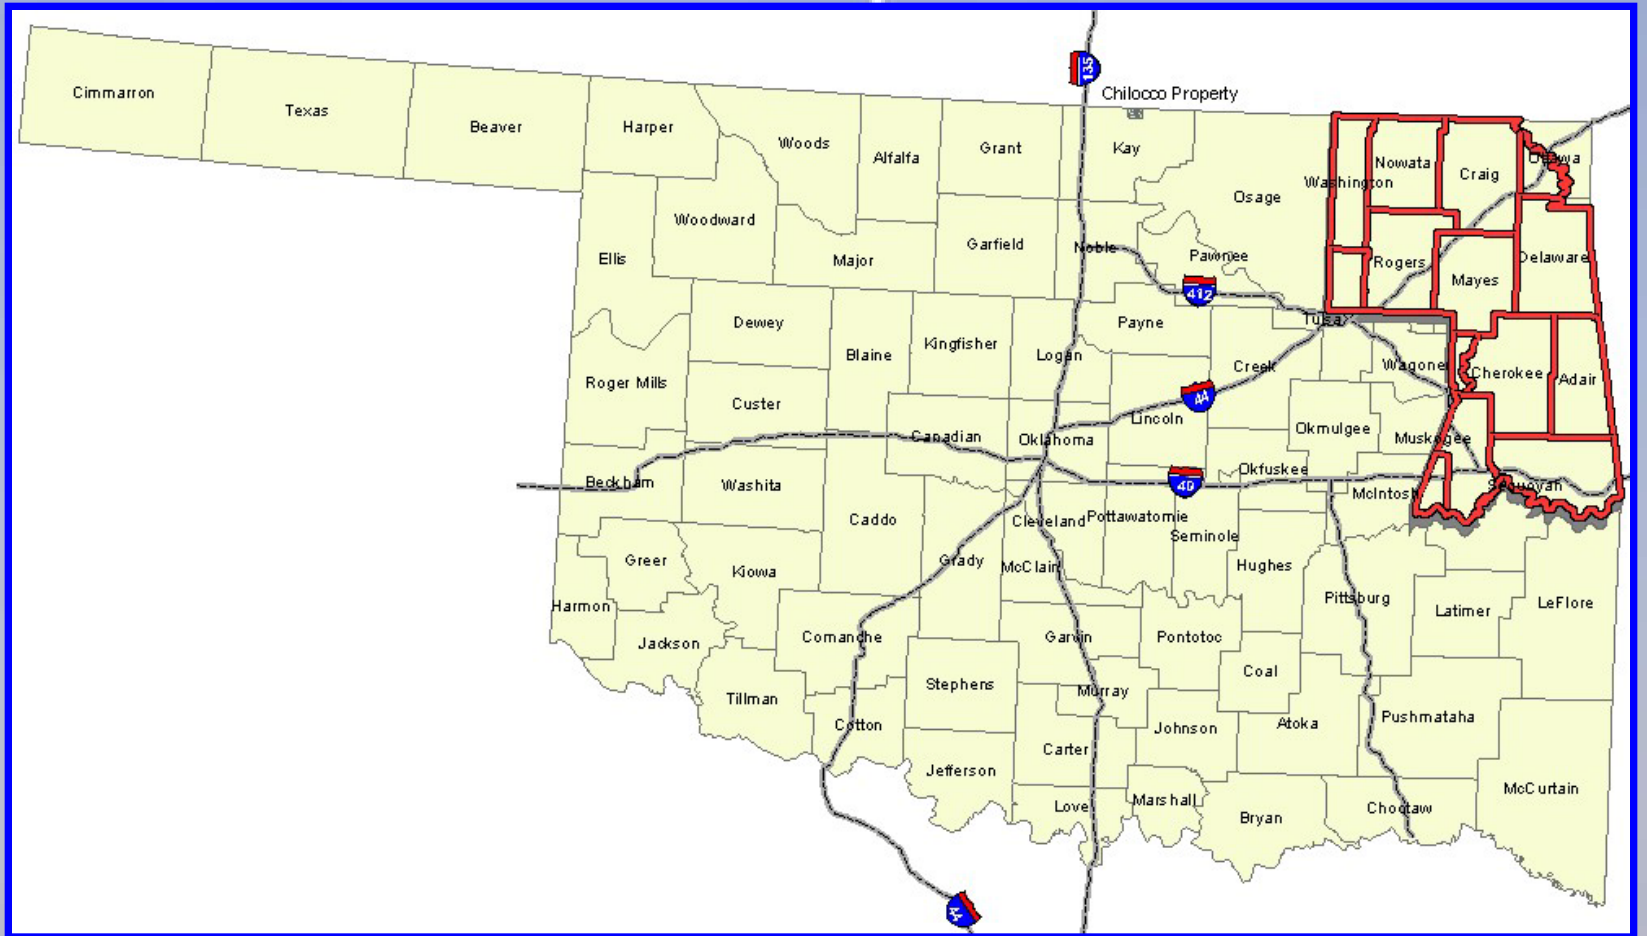 135
Chilocco Property
Cimmarron
Texas
Beaver
Harper
Woods
Alfalfa
Grant
Kay
Osage
Washington
Nowata
Craig
Ottawa
Woodward
Ellis
Major
Garfield
Noble
Pawnee
Rogers
Mayes
Delaware
412
Dewey
Blaine
Kingfisher
Logan
Payne
Tulsa
Creek
Wagoner
Cherokee
Adair
Roger Mills
Custer
44
Canadian
Oklahoma
Lincoln
Okmulgee
Muskogee
Beckham
Washita
40
Okfuskee
McIntosh
Sequoyah
Caddo
Cleveland
Pottawatomie
Seminole
Greer
Kiowa
Grady
McClain
Hughes
Pittsburg
Latimer
LeFlore
Harmon
Jackson
Comanche
Garvin
Pontotoc
Coal
Tillman
Stephens
Murray
Cotton
Johnson
Atoka
Pushmataha
Carter
Jefferson
Love
Marshall
Bryan
Choctaw
McCurtain
44